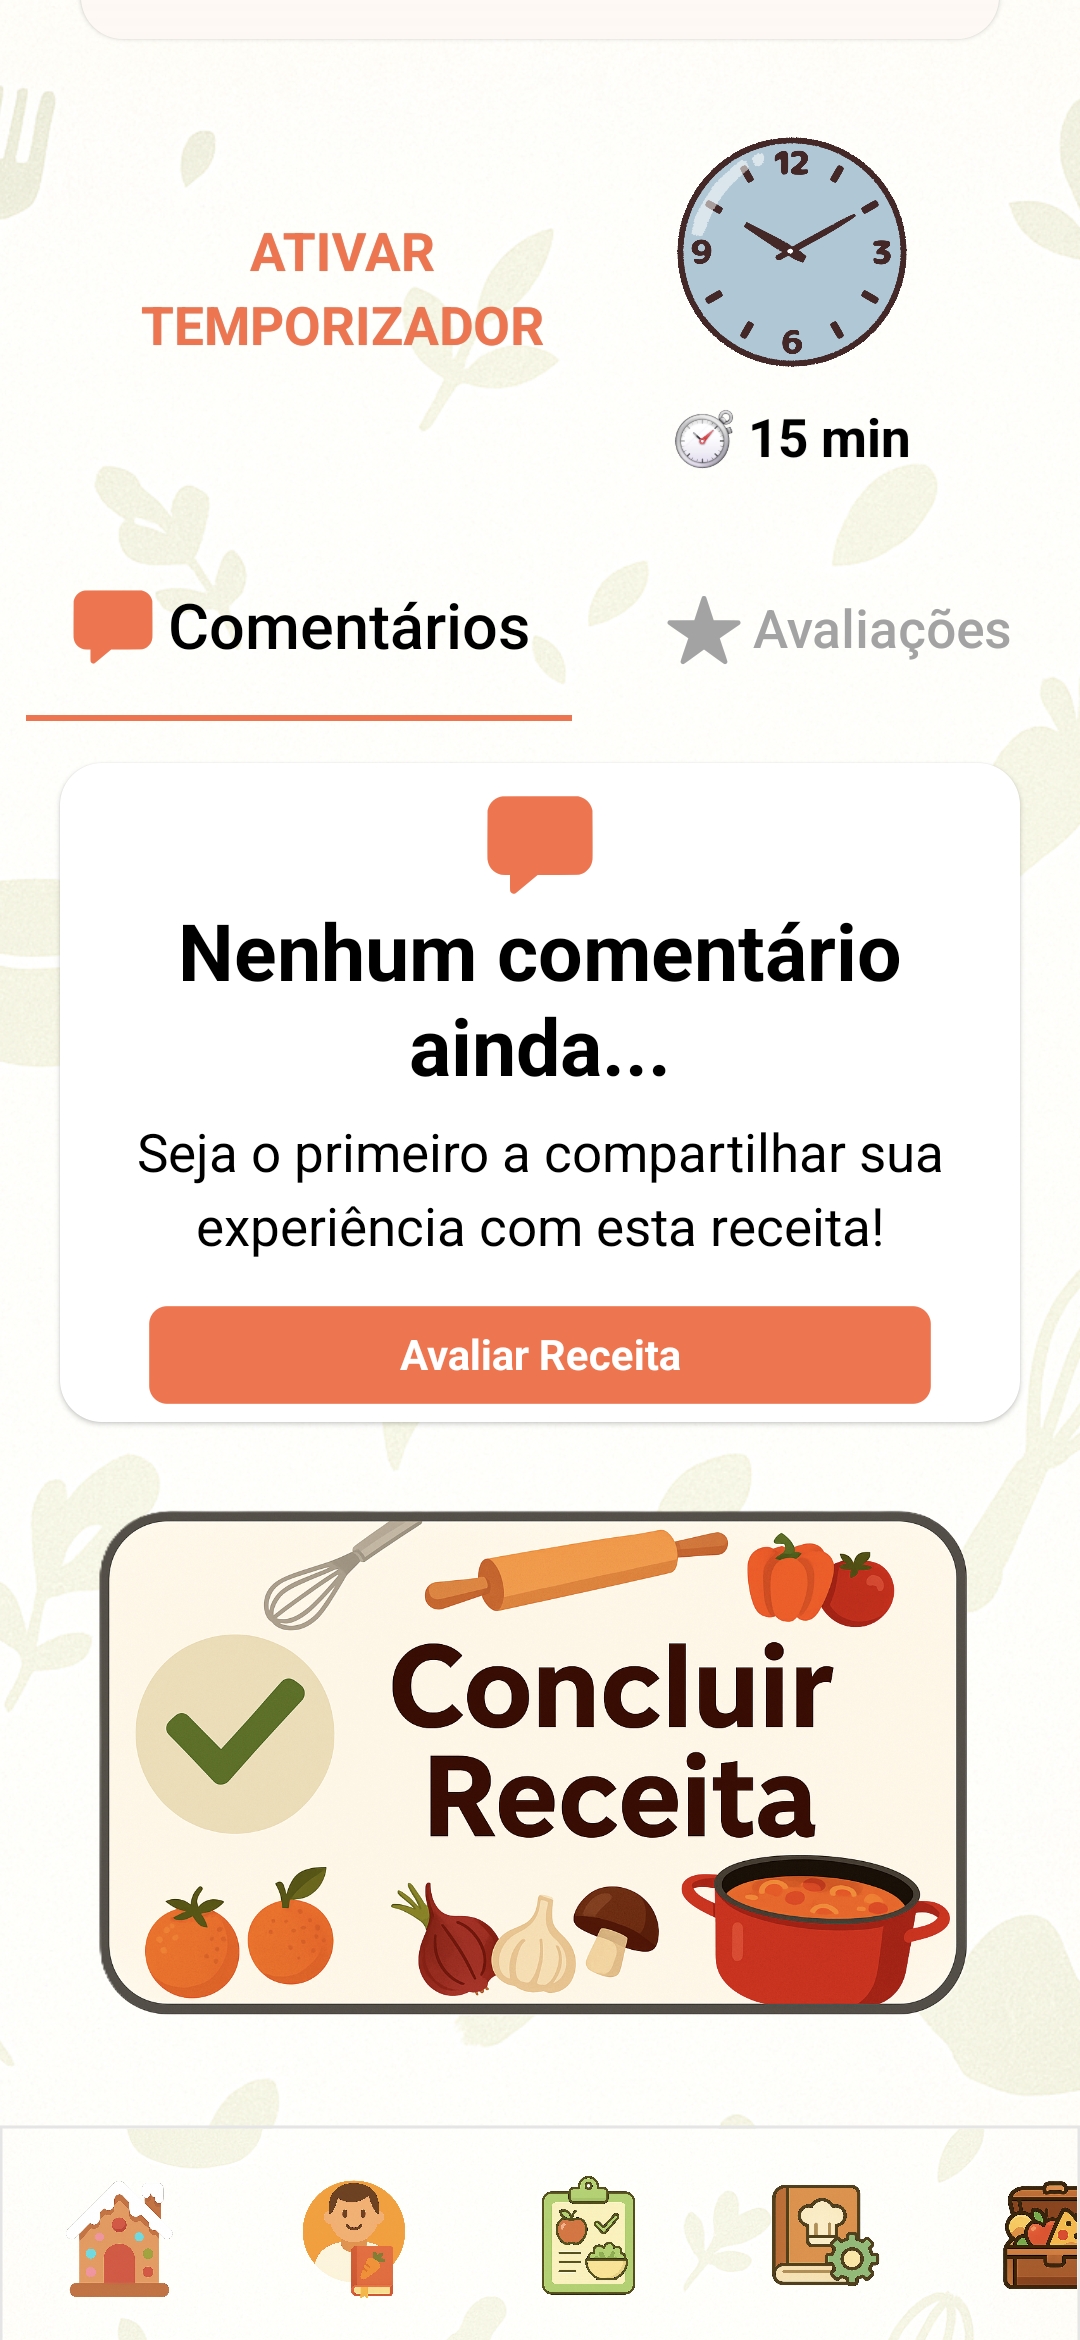 ATIVAR
TEMPORIZADOR
12
9
3
6
15 min
Comentários
Avaliações
Nenhum comentário
ainda...
Seja o primeiro a compartilhar sua
experiência com esta receita!
Avaliar Receita
Concluir
Receita